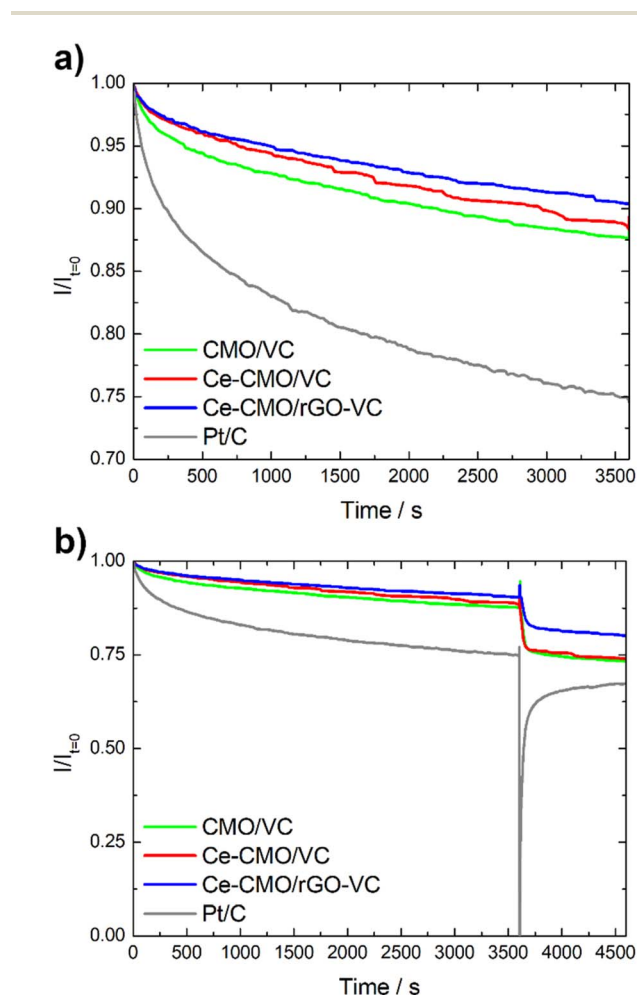 a)
1.00
0.95
0.90
0.85
0.80
0.75
0.70
I/I t=0
CMO/VC
Ce-CMO/VC
Ce-CMO/rGO-VC
Pt/C
0 500 1000 1500 2000 2500 3000 3500
Time / s
b)
1.00
0.75
0.50
0.25
0.00
I/I t=0
CMO/VC
Ce-CMO/VC
Ce-CMO/rGO-VC
Pt/C
0 500 1000 1500 2000 2500 3000 3500 4000 4500
Time / s